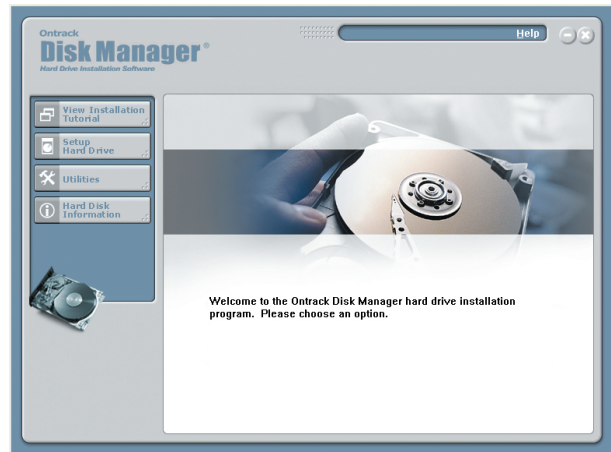 Ontrack
Disk Manager®
Hard Drive Installation Software
Help
View Installation
Tutorial
Setup
Hard Drive
Utilities
Hard Disk
Information
Welcome to the Ontrack Disk Manager hard drive installation
program. Please choose an option.